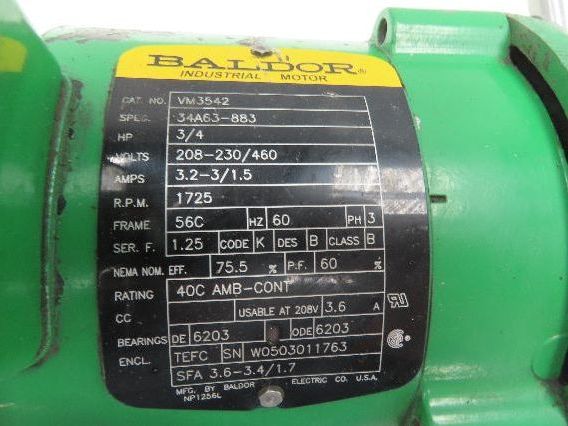 BALDOR®
INDUSTRIAL MOTOR
CAT. NO. VM3542
SPEC. 34A63-883
HP 3/4
VOLTS 208-230/460
AMPS 3.2-3/1.5
R.P.M. 1725
FRAME 56C HZ 60 PH 3
SER. F. 1.25 CODE K DES B CLASS B
NEMA NOM. EFF. 75.5 % P.F. 60 %
RATING 40C AMB-CONT
CC USABLE AT 208V 3.6 A
BEARINGS DE 6203 ODE 6203
ENCL. TEFC SN W0503011763
SFA 3.6-3.4/1.7
MFG. BY BALDOR ELECTRIC CO. U.S.A.
NP1256L